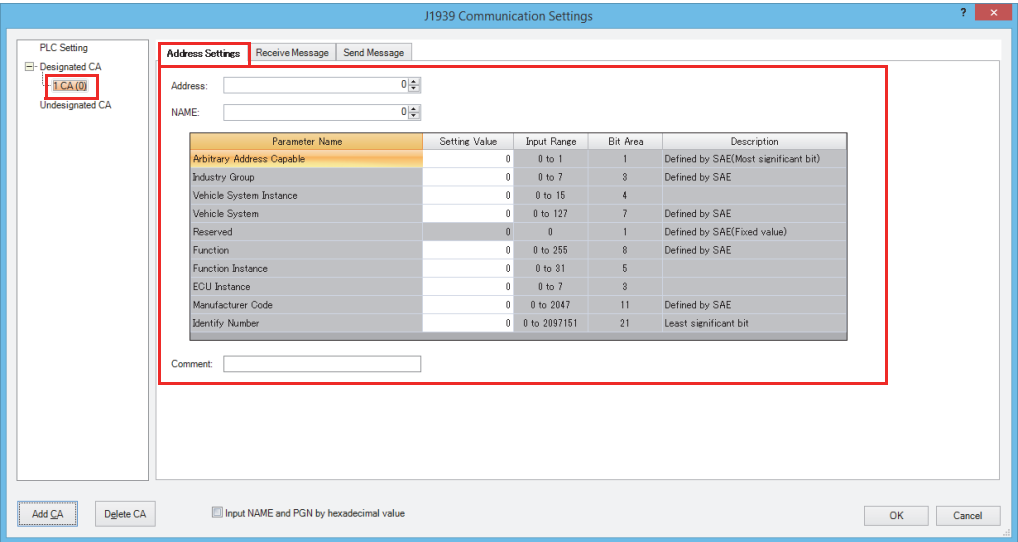 J1939 Communication Settings
? ×
PLC Setting
Designated CA
1 CA (0)
Undesignated CA
Address Settings Receive Message Send Message
Address: 0
NAME: 0
Parameter Name Setting Value Input Range Bit Area Description
Arbitrary Address Capable 0 0 to 1 1 Defined by SAE(Most significant bit)
Industry Group 0 0 to 7 3 Defined by SAE
Vehicle System Instance 0 0 to 15 4
Vehicle System 0 0 to 127 7 Defined by SAE
Reserved 0 0 1 Defined by SAE(Fixed value)
Function 0 0 to 255 8 Defined by SAE
Function Instance 0 0 to 31 5
ECU Instance 0 0 to 7 3
Manufacturer Code 0 0 to 2047 11 Defined by SAE
Identify Number 0 0 to 2097151 21 Least significant bit
Comment:
Add CA Delete CA Input NAME and PGN by hexadecimal value OK Cancel